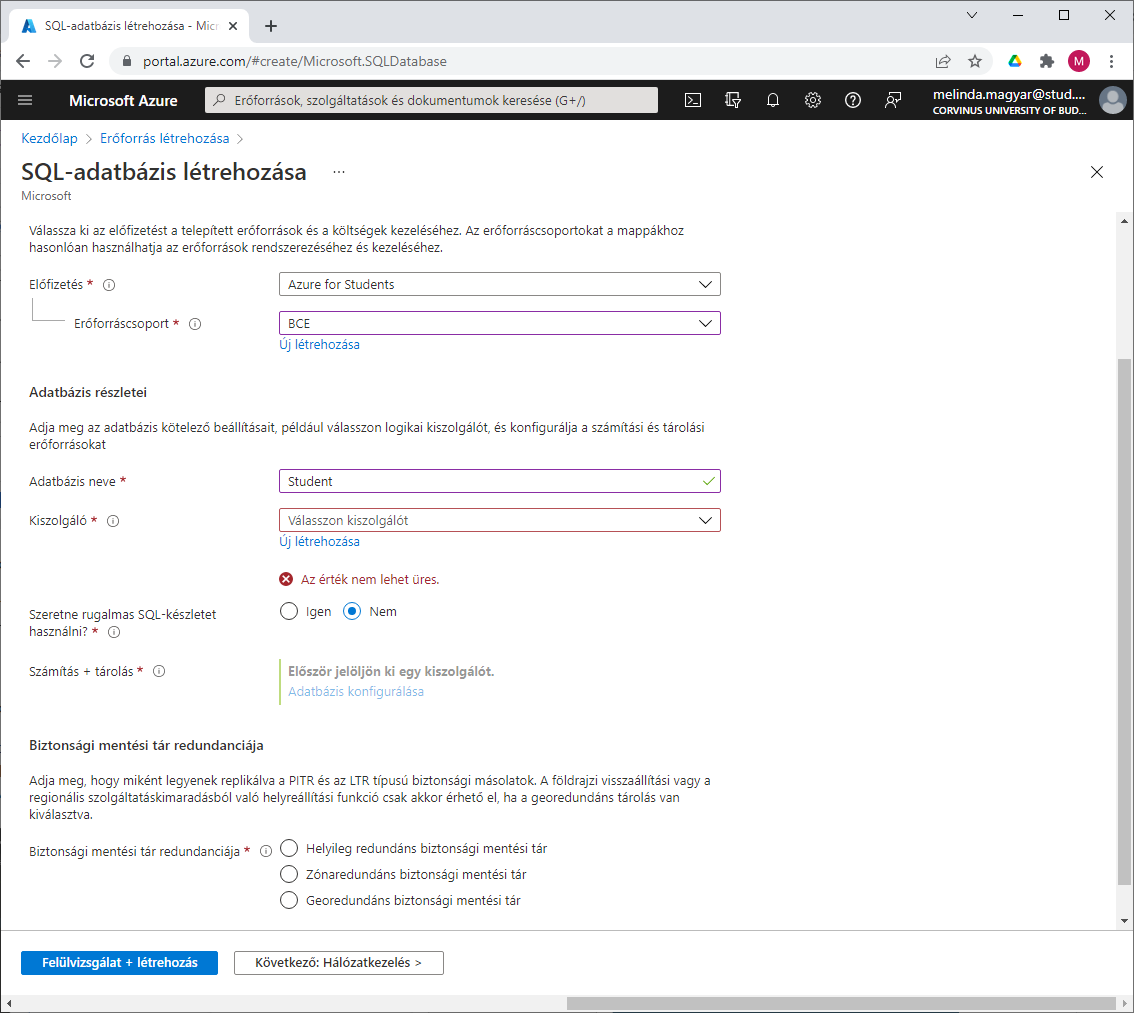 SQL-adatbázis létrehozása - Micr
portal.azure.com/#create/Microsoft.SQLDatabase
M
Microsoft Azure
Erőforrások, szolgáltatások és dokumentumok keresése (G+/)
melinda.magyar@stud....
CORVINUS UNIVERSITY OF BUD...
Kezdőlap > Erőforrás létrehozása >
SQL-adatbázis létrehozása ...
Microsoft
Válassza ki az előfizetést a telepített erőforrások és a költségek kezeléséhez. Az erőforráscsoportokat a mappákhoz
hasonlóan használhatja az erőforrások rendszerezéséhez és kezeléséhez.
Előfizetés *
Azure for Students
Erőforráscsoport *
BCE
Új létrehozása
Adatbázis részletei
Adja meg az adatbázis kötelező beállításait, például válasszon logikai kiszolgálót, és konfigurálja a számítási és tárolási
erőforrásokat
Adatbázis neve *
Student
Kiszolgáló *
Válasszon kiszolgálót
Új létrehozása
Az érték nem lehet üres.
Szeretne rugalmas SQL-készletet
használni? *
Igen
Nem
Számítás + tárolás *
Először jelöljön ki egy kiszolgálót.
Adatbázis konfigurálása
Biztonsági mentési tár redundanciája
Adja meg, hogy miként legyenek replikálva a PITR és az LTR típusú biztonsági másolatok. A földrajzi visszaállítási vagy a
regionális szolgáltatáskimaradásból való helyreállítási funkció csak akkor érhető el, ha a georedundáns tárolás van
kiválasztva.
Biztonsági mentési tár redundanciája *
Helyileg redundáns biztonsági mentési tár
Zónaredundáns biztonsági mentési tár
Georedundáns biztonsági mentési tár
Felülvizsgálat + létrehozás
Következő: Hálózatkezelés >